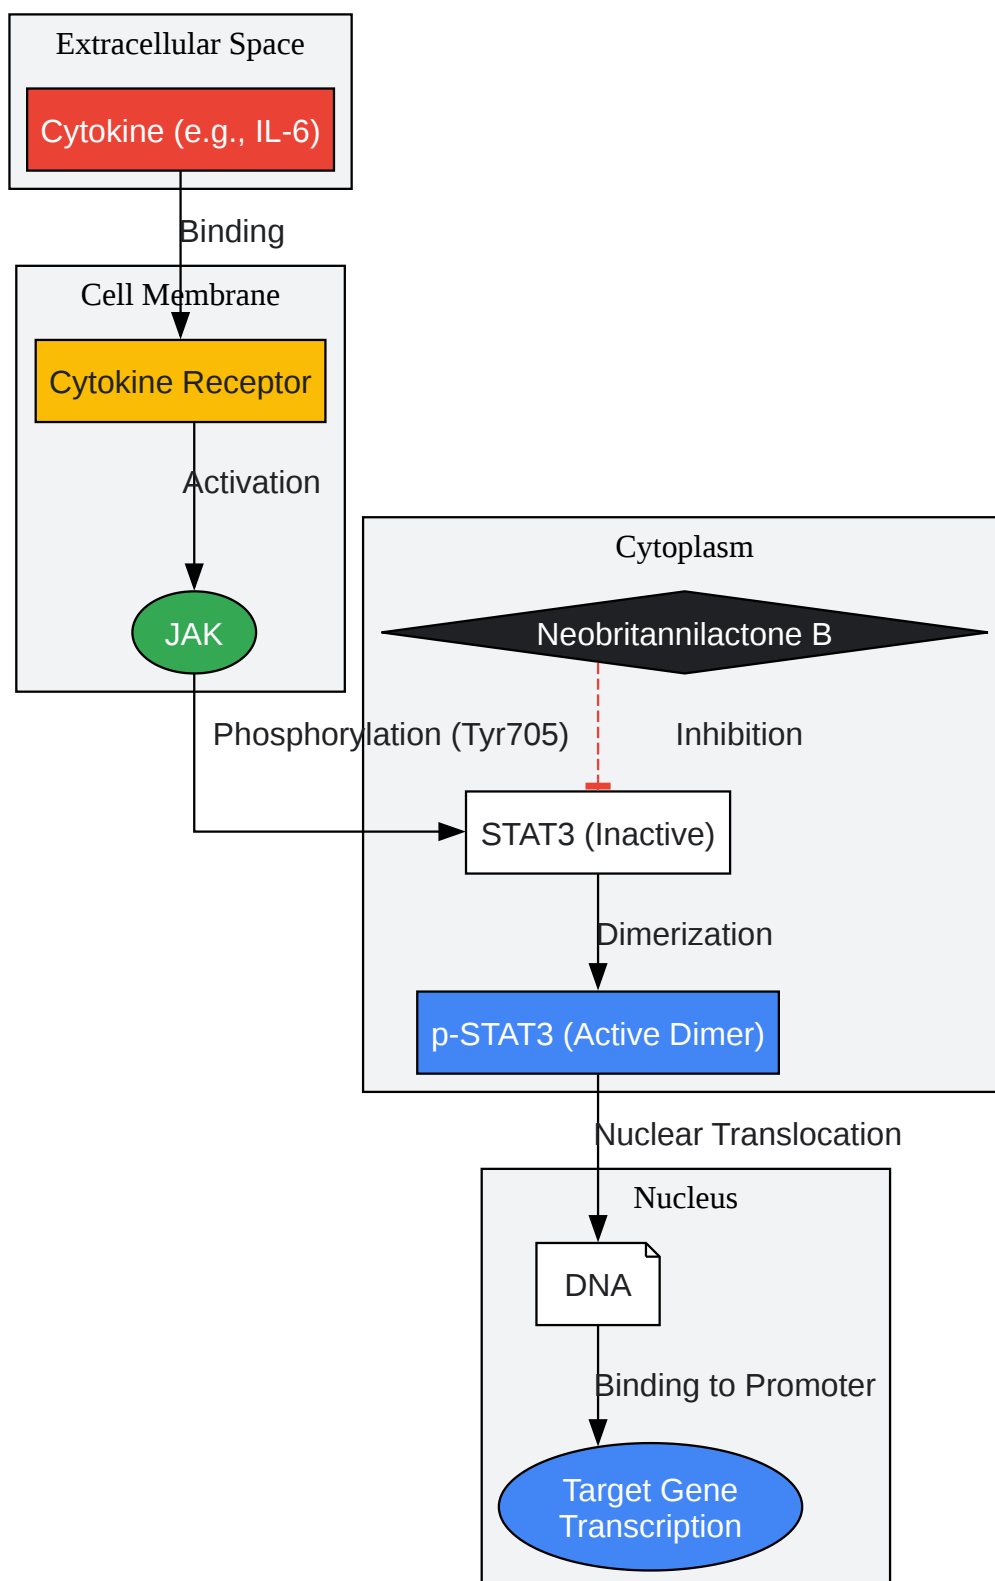 Extracellular Space
Cytokine (e.g., IL-6)
Binding
Cell Membrane
Cytokine Receptor
Activation
JAK
Cytoplasm
Neobritannilactone B
Phosphorylation (Tyr705)
Inhibition
STAT3 (Inactive)
Dimerization
p-STAT3 (Active Dimer)
Nuclear Translocation
Nucleus
DNA
Binding to Promoter
Target Gene
Transcription